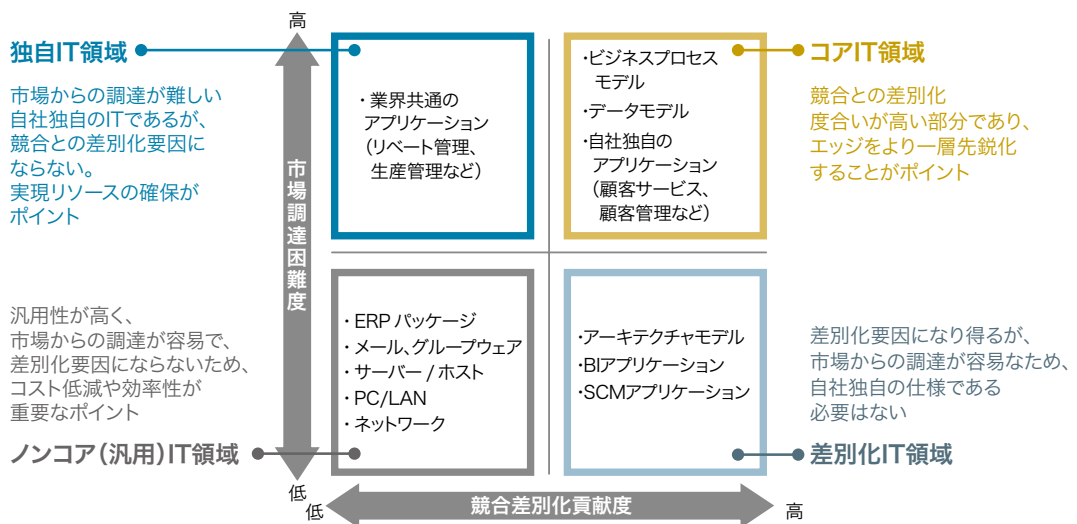 高
独自IT領域
市場からの調達が難しい
自社独自のITであるが、
競合との差別化要因に
ならない。
実現リソースの確保が
ポイント
・業界共通の
アプリケーション
（リベート管理、
生産管理など）
・ビジネスプロセス
モデル
・データモデル
・自社独自の
アプリケーション
（顧客サービス、
顧客管理など）
コアIT領域
競合との差別化
度合いが高い部分であり、
エッジをより一層先鋭化
することがポイント
市場調達困難度
汎用性が高く、
市場からの調達が容易で、
差別化要因にならないため、
コスト低減や効率性が
重要なポイント
ノンコア（汎用）IT領域
・ERP パッケージ
・メール、グループウェア
・サーバー / ホスト
・PC/LAN
・ネットワーク
・アーキテクチャモデル
・BIアプリケーション
・SCMアプリケーション
差別化要因になり得るが、
市場からの調達が容易なため、
自社独自の仕様である
必要はない
差別化IT領域
低
低
競合差別化貢献度
高